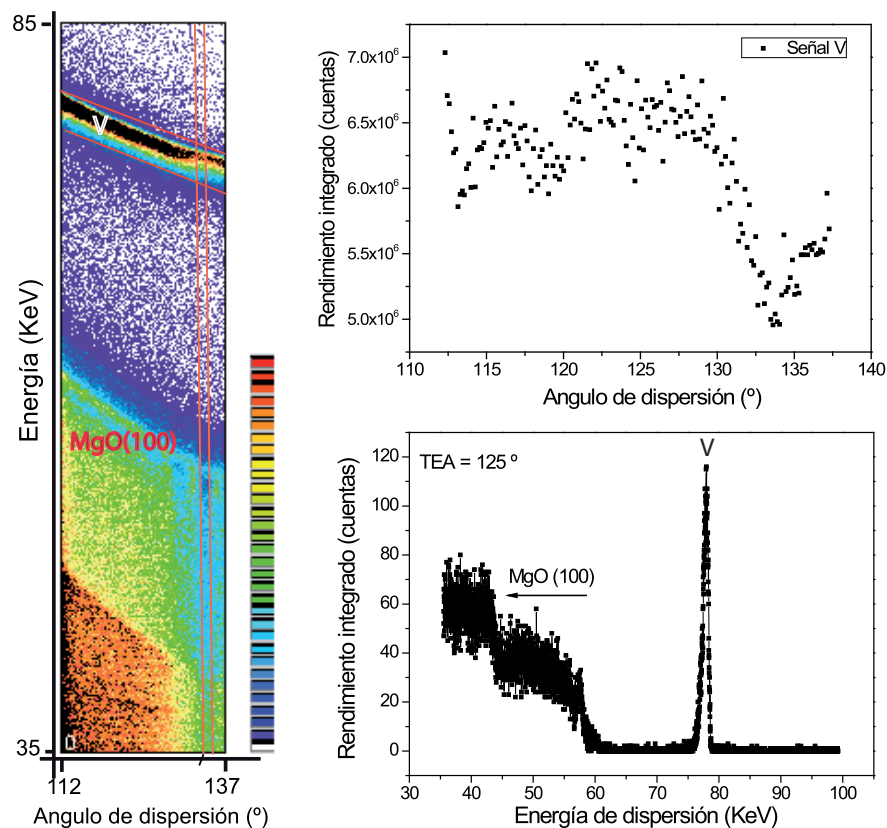 85
Energía (KeV)
V
MgO(100)
35
112
137
Angulo de dispersión (º)
Rendimiento integrado (cuentas)
7.0x10⁶
6.5x10⁶
6.0x10⁶
5.5x10⁶
5.0x10⁶
Señal V
110 115 120 125 130 135 140
Angulo de dispersión (º)
Rendimiento integrado (cuentas)
V
TEA = 125 º
MgO (100)
120
100
80
60
40
20
0
30 40 50 60 70 80 90 100
Energía de dispersión (KeV)